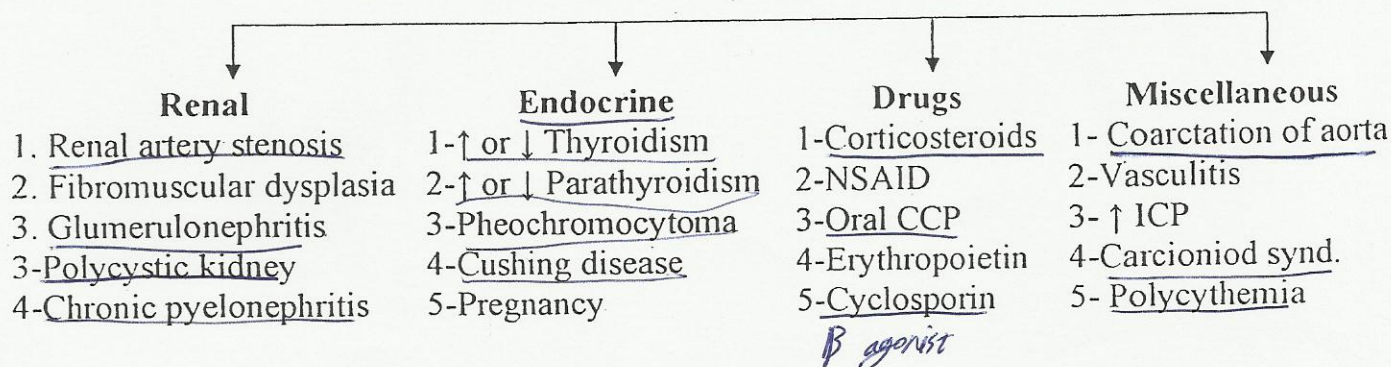 Renal
1. Renal artery stenosis
2. Fibromuscular dysplasia
3. Glumerulonephritis
3-Polycystic kidney
4-Chronic pyelonephritis
Endocrine
1-↑ or ↓ Thyroidism
2-↑ or ↓ Parathyroidism
3-Pheochromocytoma
4-Cushing disease
5-Pregnancy
Drugs
1-Corticosteroids
2-NSAID
3-Oral CCP
4-Erythropoietin
5-Cyclosporin
β agonist
Miscellaneous
1- Coarctation of aorta
2-Vasculitis
3- ↑ ICP
4-Carcioniod synd.
5- Polycythemia